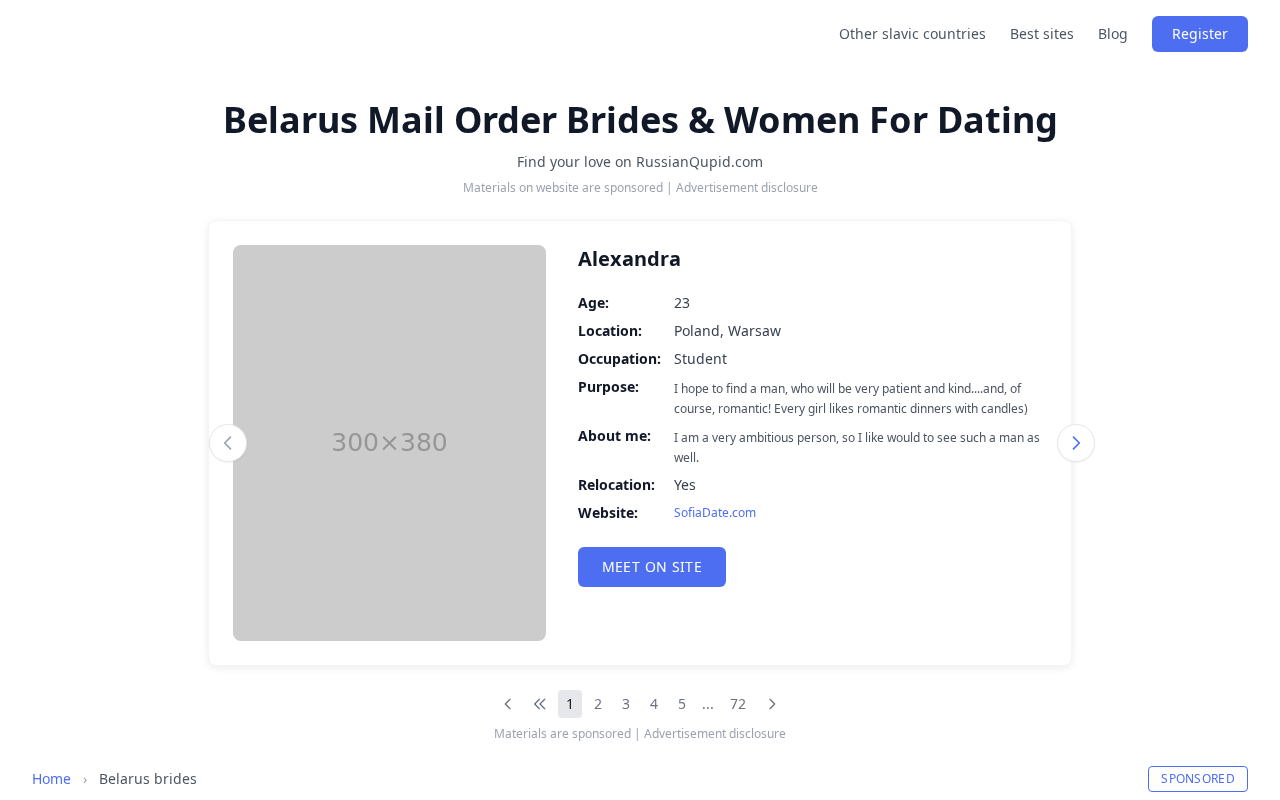 Other slavic countries Best sites Blog Register
Belarus Mail Order Brides & Women For Dating
Find your love on RussianQupid.com
Materials on website are sponsored | Advertisement disclosure
300×380
Alexandra
Age: 23
Location: Poland, Warsaw
Occupation: Student
Purpose: I hope to find a man, who will be very patient and kind....and, of
course, romantic! Every girl likes romantic dinners with candles)
About me: I am a very ambitious person, so I like would to see such a man as
well.
Relocation: Yes
Website: SofiaDate.com
MEET ON SITE
1 2 3 4 5 ... 72
Materials are sponsored | Advertisement disclosure
Home › Belarus brides
SPONSORED